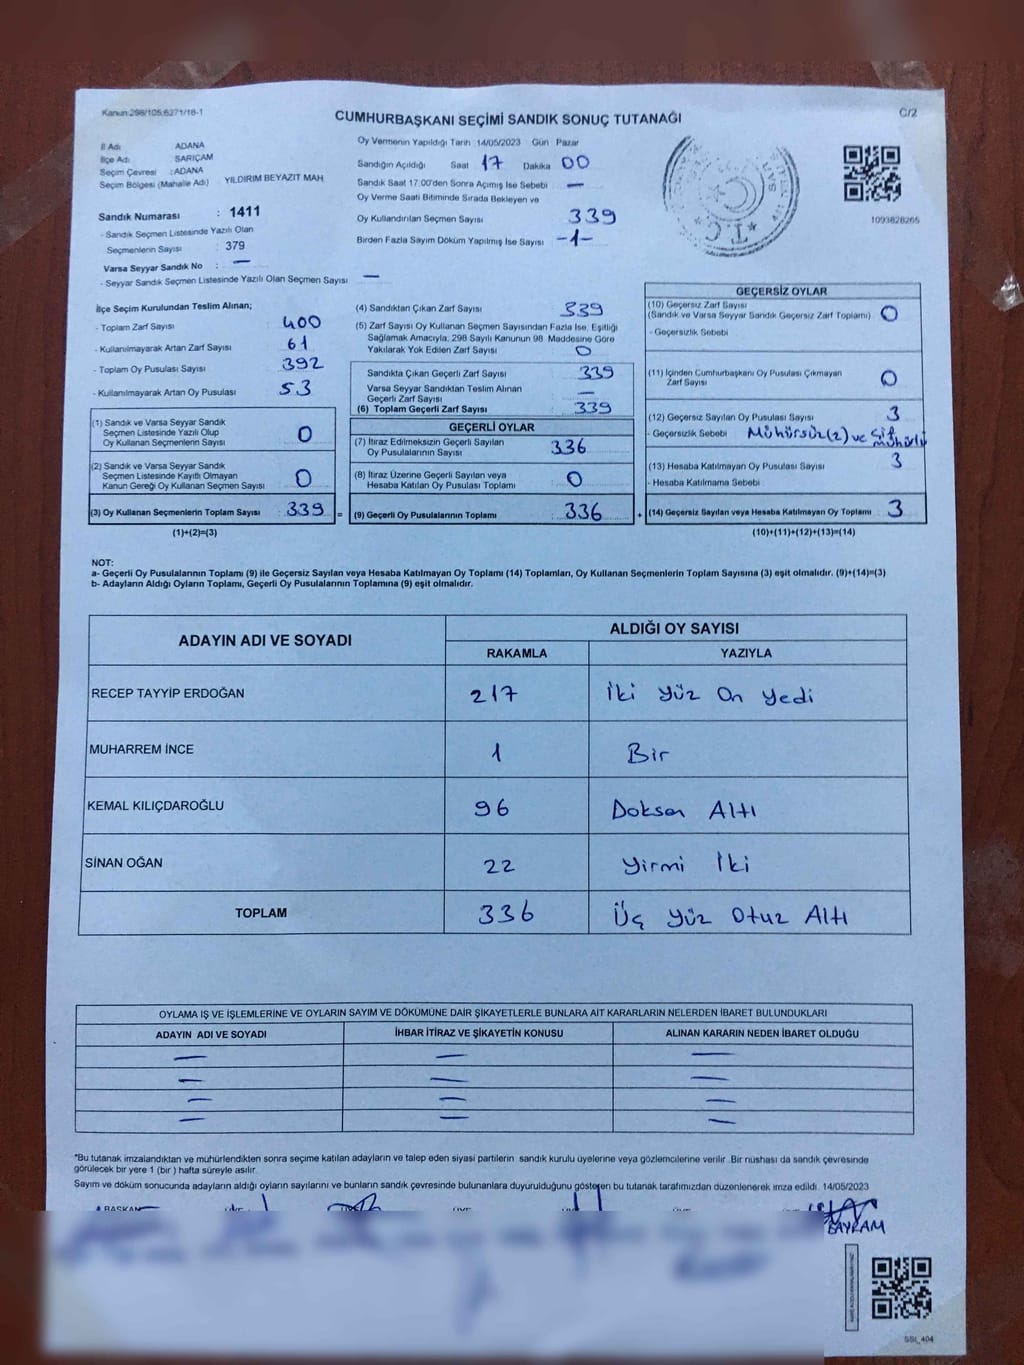 Kanun:298/105;6271/18-1
C/2
CUMHURBAŞKANI SEÇİMİ SANDIK SONUÇ TUTANAĞI
İl Adı ADANA
İlçe Adı SARIÇAM
Seçim Çevresi : ADANA
Seçim Bölgesi (Mahalle Adı) YILDIRIM BEYAZIT MAH
Sandık Numarası : 1411
- Sandık Seçmen Listesinde Yazılı Olan
Seçmenlerin Sayısı : 379
Varsa Seyyar Sandık No : —
- Seyyar Sandık Seçmen Listesinde Yazılı Olan Seçmen Sayısı —
Oy Vermenin Yapıldığı Tarih 14/05/2023 Gün Pazar
Sandığın Açıldığı Saat 17 Dakika 00
Sandık Saat 17.00'den Sonra Açımış İse Sebebi —
Oy Verme Saati Bitiminde Sırada Bekleyen ve
Oy Kullandırılan Seçmen Sayısı 339
Birden Fazla Sayım Döküm Yapılmış İse Sayısı -1-
T.C.
1093828265
İlçe Seçim Kurulundan Teslim Alınan;
- Toplam Zarf Sayısı 400
- Kullanılmayarak Artan Zarf Sayısı 61
- Toplam Oy Pusulası Sayısı 392
- Kullanılmayarak Artan Oy Pusulası 53
(1) Sandık ve Varsa Seyyar Sandık
Seçmen Listesinde Yazılı Olup
Oy Kullanan Seçmenlerin Sayısı 0
(2) Sandık ve Varsa Seyyar Sandık
Seçmen Listesinde Kayıtlı Olmayan
Kanun Gereği Oy Kullanan Seçmen Sayısı 0
(3) Oy Kullanan Seçmenlerin Toplam Sayısı 339
(1)+(2)=(3)
=
(4) Sandıktan Çıkan Zarf Sayısı 339
(5) Zarf Sayısı Oy Kullanan Seçmen Sayısından Fazla İse, Eşitliği
Sağlamak Amacıyla, 298 Sayılı Kanunun 98. Maddesine Göre
Yakılarak Yok Edilen Zarf Sayısı 0
Sandıkta Çıkan Geçerli Zarf Sayısı 339
Varsa Seyyar Sandıktan Teslim Alınan
Geçerli Zarf Sayısı —
(6) Toplam Geçerli Zarf Sayısı 339
GEÇERLİ OYLAR
(7) İtiraz Edilmeksizin Geçerli Sayılan
Oy Pusulalarının Sayısı 336
(8) İtiraz Üzerine Geçerli Sayılan veya
Hesaba Katılan Oy Pusulası Toplamı 0
(9) Geçerli Oy Pusulalarının Toplamı 336
+
GEÇERSİZ OYLAR
(10) Geçersiz Zarf Sayısı
(Sandık ve Varsa Seyyar Sandık Geçersiz Zarf Toplamı) 0
- Geçersizlik Sebebi
(11) İçinden Cumhurbaşkanı Oy Pusulası Çıkmayan
Zarf Sayısı 0
(12) Geçersiz Sayılan Oy Pusulası Sayısı 3
- Geçersizlik Sebebi Mühürsüz(2) ve Çift mühürlü
(13) Hesaba Katılmayan Oy Pusulası Sayısı 3
- Hesaba Katılmama Sebebi
(14) Geçersiz Sayılan veya Hesaba Katılmayan Oy Toplamı 3
(10)+(11)+(12)+(13)=(14)
NOT:
a- Geçerli Oy Pusulalarının Toplamı (9) ile Geçersiz Sayılan veya Hesaba Katılmayan Oy Toplamı (14) Toplamları, Oy Kullanan Seçmenlerin Toplam Sayısına (3) eşit olmalıdır. (9)+(14)=(3)
b- Adayların Aldığı Oyların Toplamı, Geçerli Oy Pusulalarının Toplamına (9) eşit olmalıdır.
ADAYIN ADI VE SOYADI
ALDIĞI OY SAYISI
RAKAMLA YAZIYLA
RECEP TAYYİP ERDOĞAN 217 İki Yüz On Yedi
MUHARREM İNCE 1 Bir
KEMAL KILIÇDAROĞLU 96 Doksan Altı
SİNAN OĞAN 22 Yirmi İki
TOPLAM 336 Üç Yüz Otuz Altı
OYLAMA İŞ VE İŞLEMLERİNE VE OYLARIN SAYIM VE DÖKÜMÜNE DAİR ŞİKAYETLERLE BUNLARA AİT KARARLARIN NELERDEN İBARET BULUNDUKLARI
ADAYIN ADI VE SOYADI İHBAR İTİRAZ VE ŞİKAYETİN KONUSU ALINAN KARARIN NEDEN İBARET OLDUĞU
— — —
— — —
— — —
— — —
*Bu tutanak imzalandıktan ve mühürlendikten sonra seçime katılan adayların ve talep eden siyasi partilerin sandık kurulu üyelerine veya gözlemcilerine verilir. Bir nüshası da sandık çevresinde
görülecek bir yere 1 (bir ) hafta süreyle asılır.
Sayım ve döküm sonucunda adayların aldığı oyların sayılarını ve bunların sandık çevresinde bulunanlara duyurulduğunu gösteren bu tutanak tarafımızdan düzenlenerek imza edildi. 14/05/2023
BAŞKAN
BAYRAM
SSI_404